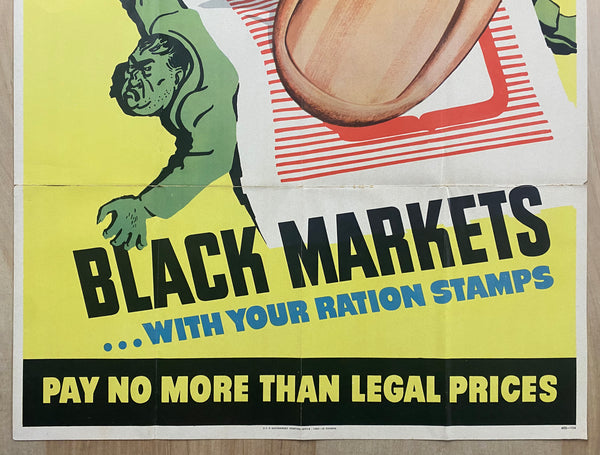 BLACK MARKETS
...WITH YOUR RATION STAMPS
PAY NO MORE THAN LEGAL PRICES